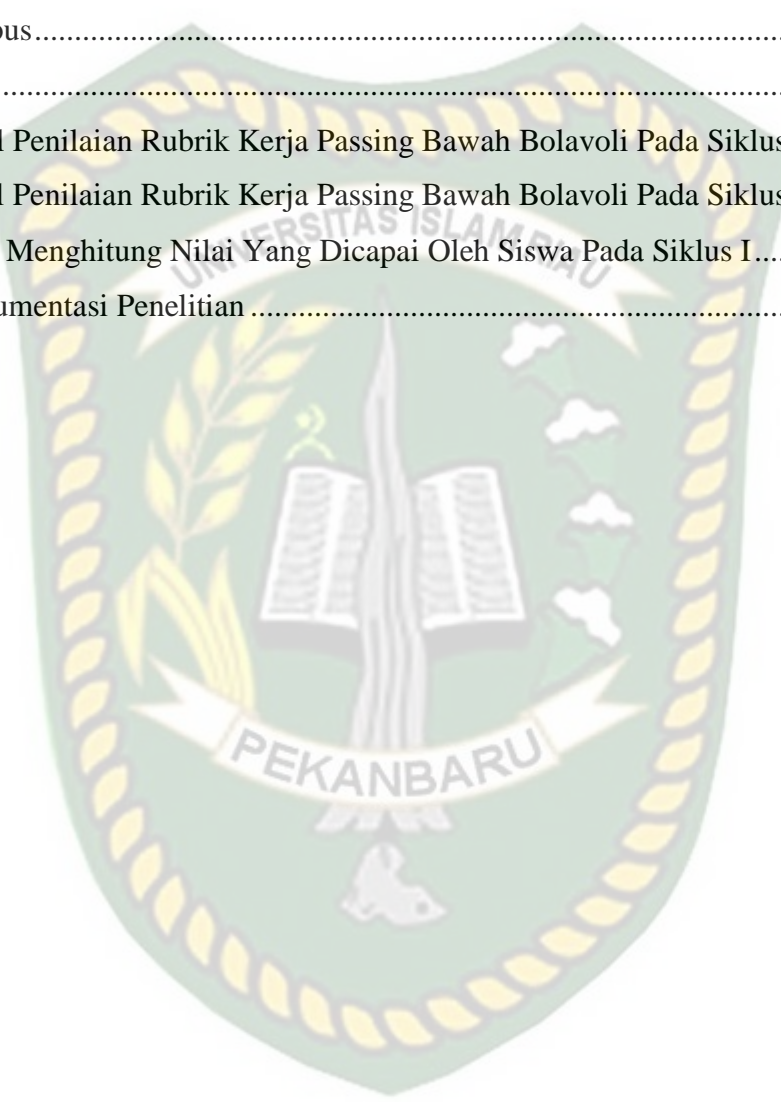 bus........................................................................................
........................................................................................
l Penilaian Rubrik Kerja Passing Bawah Bolavoli Pada Siklus
l Penilaian Rubrik Kerja Passing Bawah Bolavoli Pada Siklus
Menghitung Nilai Yang Dicapai Oleh Siswa Pada Siklus I....
umentasi Penelitian........................................................
UNIVERSITAS ISLAM RIAU
PEKANBARU